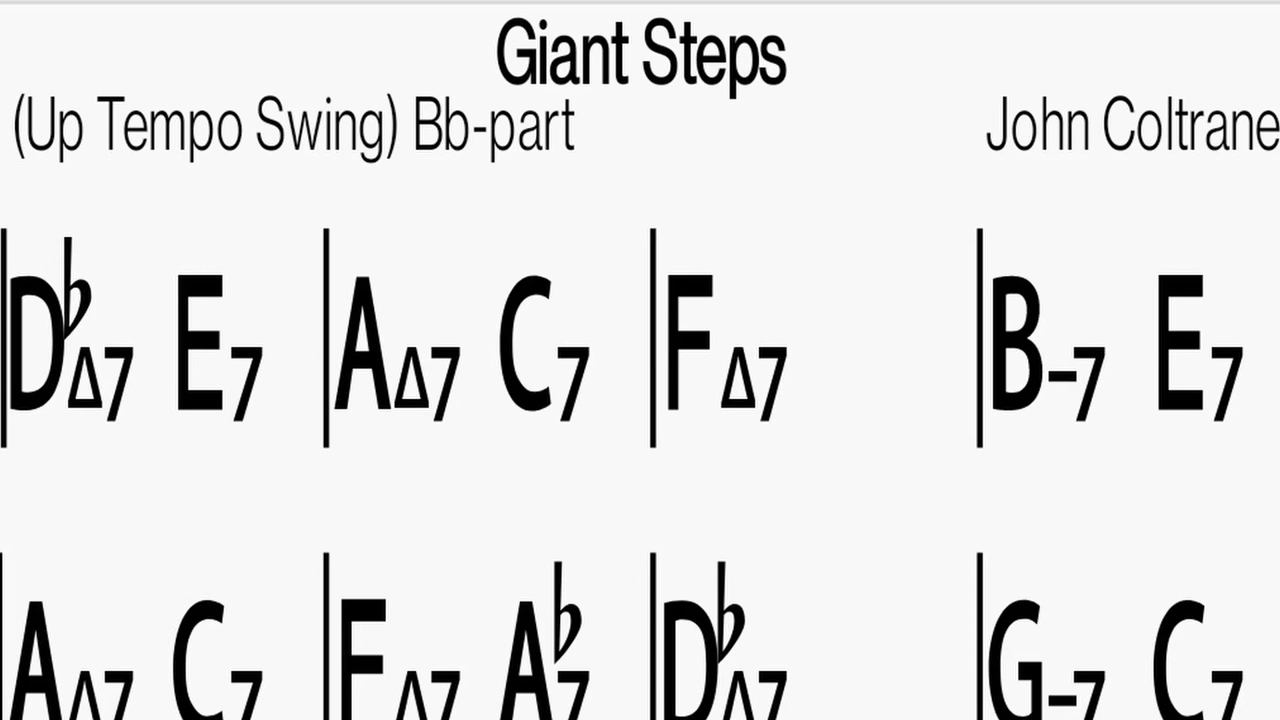 Giant Steps
(Up Tempo Swing) Bb-part John Coltrane
|D♭Δ7 E7 |AΔ7 C7 |FΔ7 |B–7 E7
|AΔ7 C7 |FΔ7 A♭7 |D♭Δ7 |G–7 C7